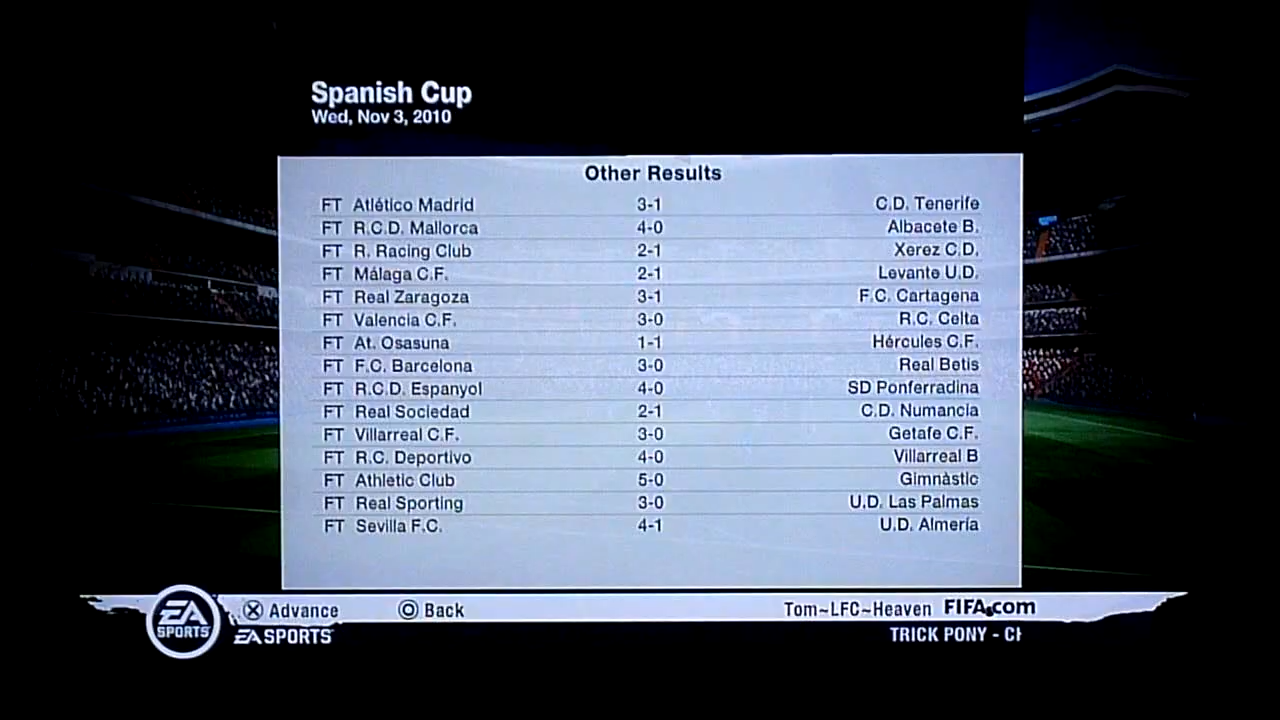 Spanish Cup
Wed, Nov 3, 2010
Other Results
FT Atlético Madrid 3-1 C.D. Tenerife
FT R.C.D. Mallorca 4-0 Albacete B.
FT R. Racing Club 2-1 Xerez C.D.
FT Málaga C.F. 2-1 Levante U.D.
FT Real Zaragoza 3-1 F.C. Cartagena
FT Valencia C.F. 3-0 R.C. Celta
FT At. Osasuna 1-1 Hércules C.F.
FT F.C. Barcelona 3-0 Real Betis
FT R.C.D. Espanyol 4-0 SD Ponferradina
FT Real Sociedad 2-1 C.D. Numancia
FT Villarreal C.F. 3-0 Getafe C.F.
FT R.C. Deportivo 4-0 Villarreal B
FT Athletic Club 5-0 Gimnàstic
FT Real Sporting 3-0 U.D. Las Palmas
FT Sevilla F.C. 4-1 U.D. Almería
EA SPORTS Advance Back Tom~LFC~Heaven FIFA.com
EA SPORTS TRICK PONY - CH